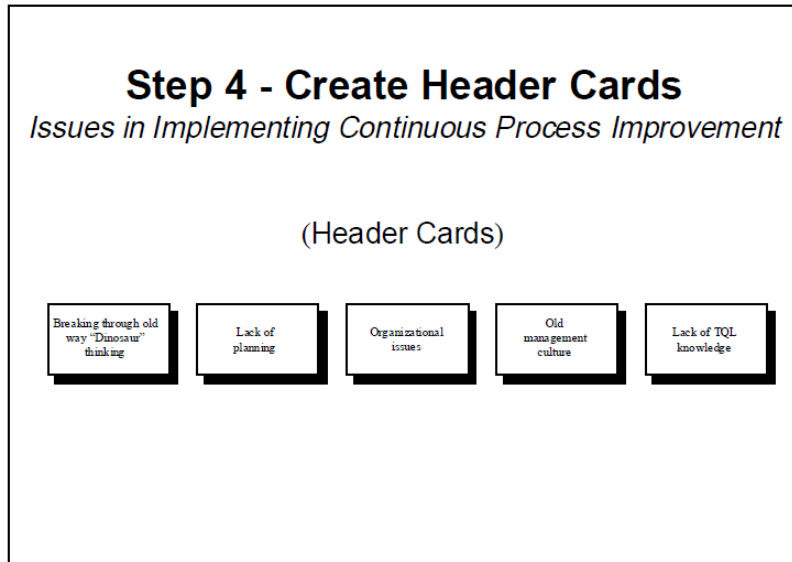 Step 4 - Create Header Cards
Issues in Implementing Continuous Process Improvement
(Header Cards)
Breaking through old
way “Dinosaur”
thinking
Lack of
planning
Organizational
issues
Old
management
culture
Lack of TQL
knowledge